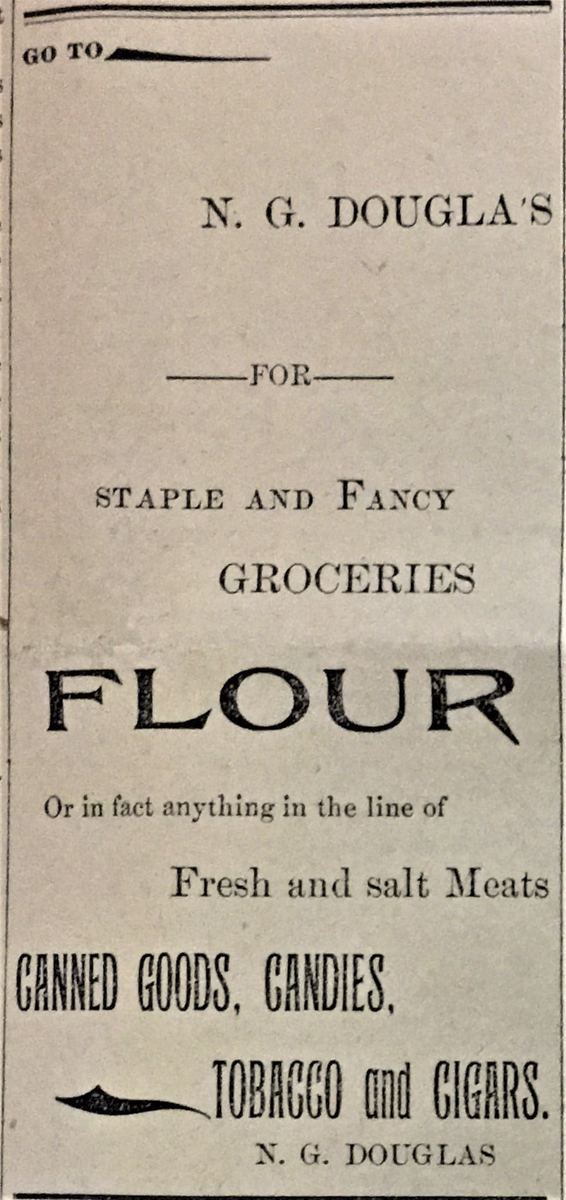 GO TO
N. G. DOUGLA'S
FOR
STAPLE AND FANCY
GROCERIES
FLOUR
Or in fact anything in the line of
Fresh and salt Meats
CANNED GOODS, CANDIES,
TOBACCO and CIGARS.
N. G. DOUGLAS